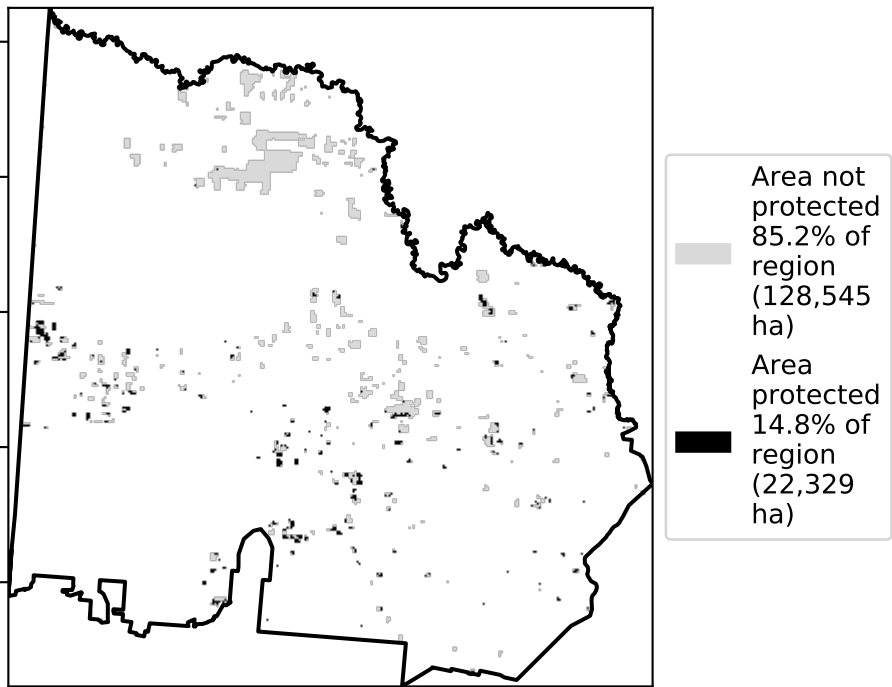 Area not
protected
85.2% of
region
(128,545
ha)
Area
protected
14.8% of
region
(22,329
ha)